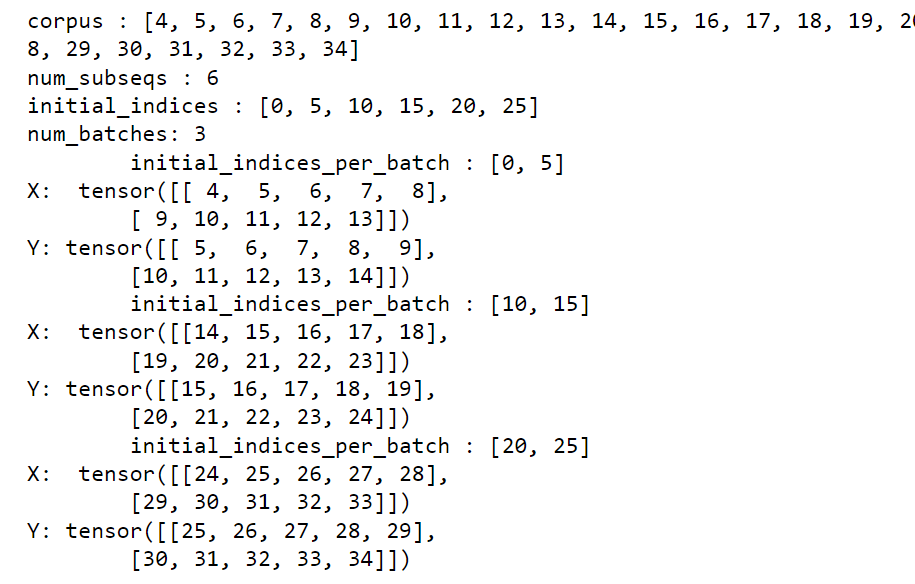 corpus : [4, 5, 6, 7, 8, 9, 10, 11, 12, 13, 14, 15, 16, 17, 18, 19, 2
8, 29, 30, 31, 32, 33, 34]
num_subseqs : 6
initial_indices : [0, 5, 10, 15, 20, 25]
num_batches: 3
        initial_indices_per_batch : [0, 5]
X:  tensor([[ 4,  5,  6,  7,  8],
        [ 9, 10, 11, 12, 13]])
Y: tensor([[ 5,  6,  7,  8,  9],
        [10, 11, 12, 13, 14]])
        initial_indices_per_batch : [10, 15]
X:  tensor([[14, 15, 16, 17, 18],
        [19, 20, 21, 22, 23]])
Y: tensor([[15, 16, 17, 18, 19],
        [20, 21, 22, 23, 24]])
        initial_indices_per_batch : [20, 25]
X:  tensor([[24, 25, 26, 27, 28],
        [29, 30, 31, 32, 33]])
Y: tensor([[25, 26, 27, 28, 29],
        [30, 31, 32, 33, 34]])